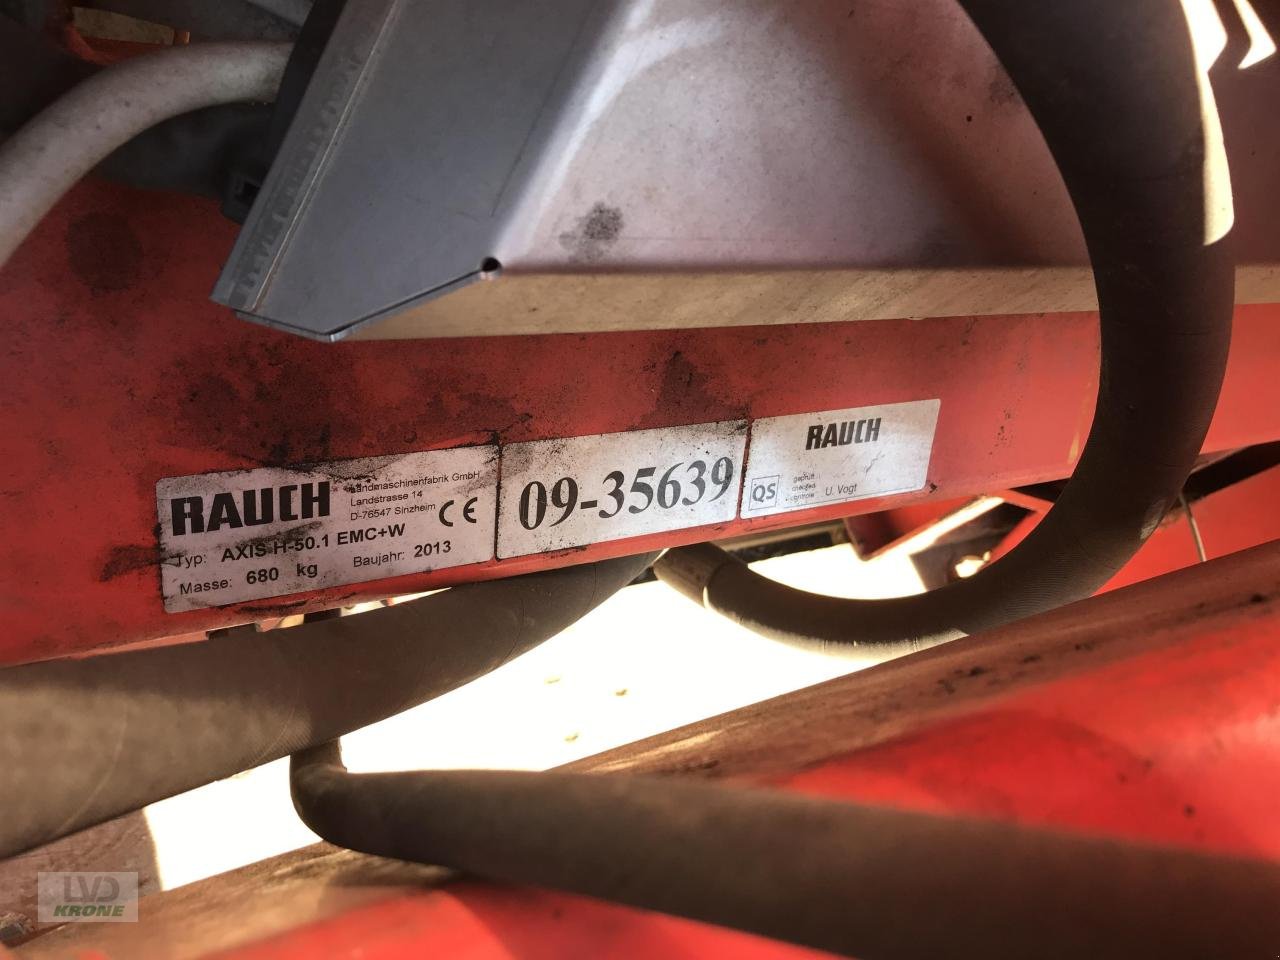 RAUCH
Landmaschinenfabrik GmbH
Landstrasse 14
D-76547 Sinzheim
CE
Typ: AXIS H-50.1 EMC+W
Masse: 680 kg
Baujahr: 2013
09-35639
RAUCH
QS
geprüft
checked
controle
U. Vogt
LVD
KRONE